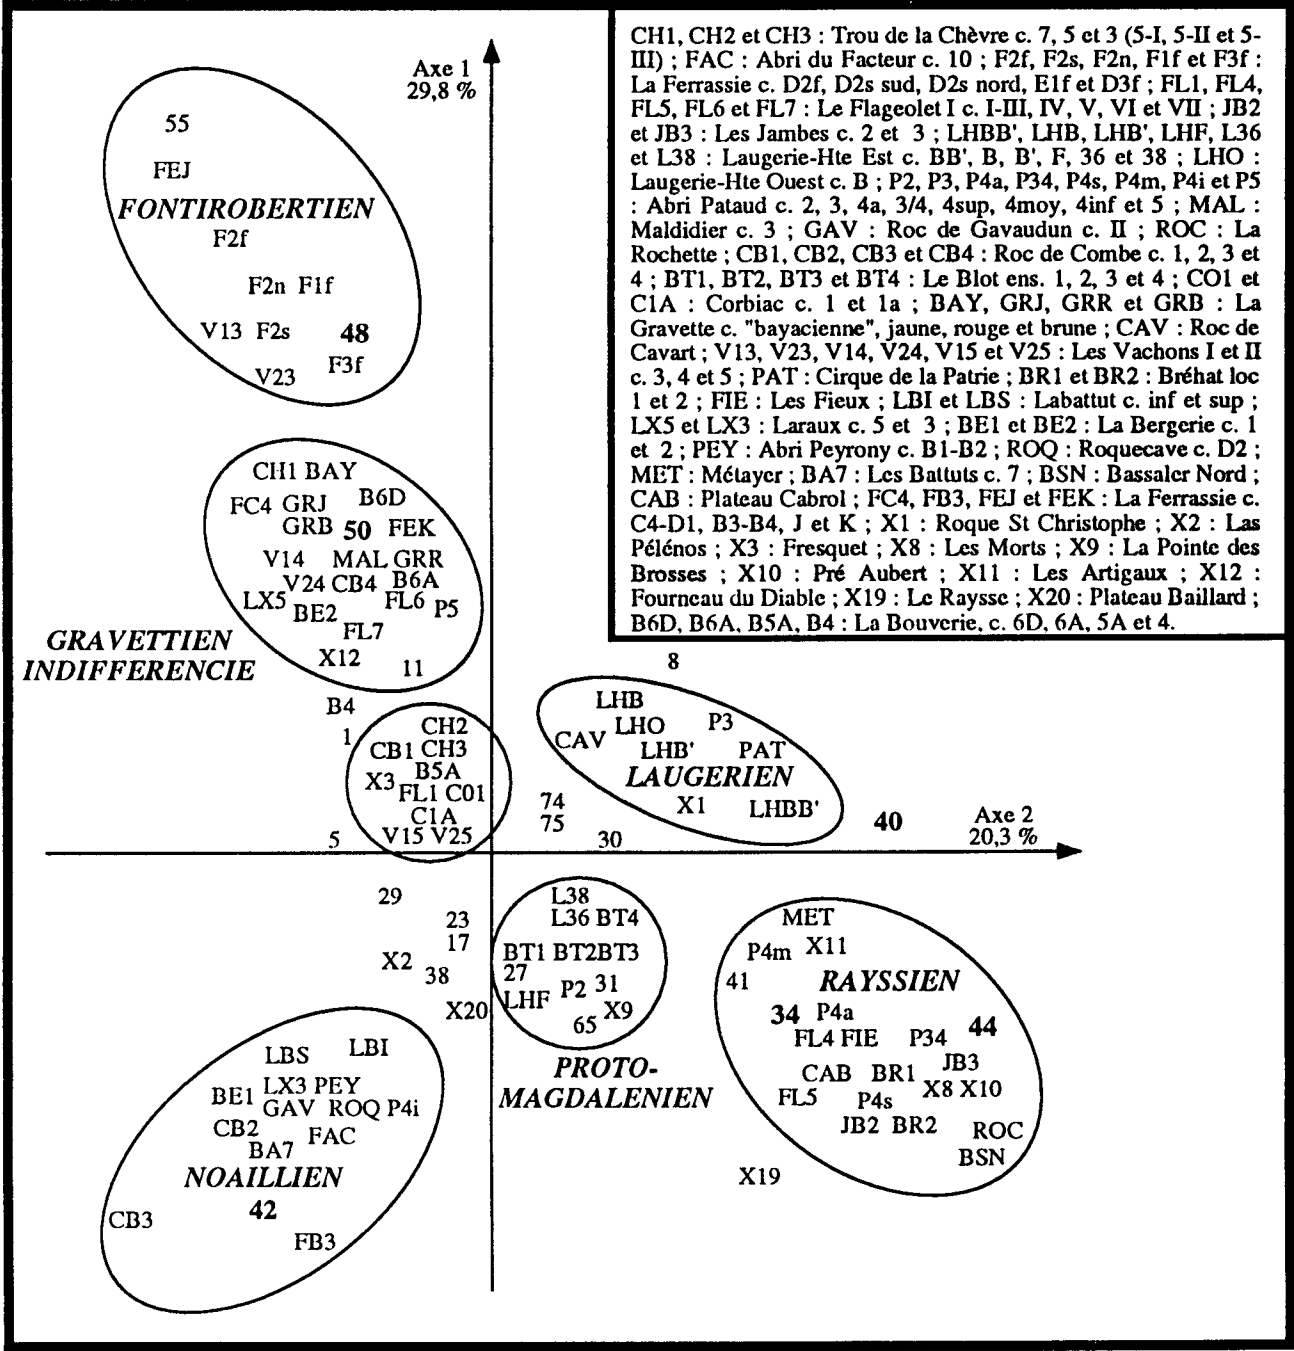 CH1, CH2 et CH3 : Trou de la Chèvre c. 7, 5 et 3 (5-I, 5-II et 5-
III) ; FAC : Abri du Facteur c. 10 ; F2f, F2s, F2n, F1f et F3f :
La Ferrassie c. D2f, D2s sud, D2s nord, E1f et D3f ; FL1, FL4,
FL5, FL6 et FL7 : Le Flageolet I c. I-III, IV, V, VI et VII ; JB2
et JB3 : Les Jambes c. 2 et 3 ; LHBB', LHB, LHB', LHF, L36
et L38 : Laugerie-Hte Est c. BB', B, B', F, 36 et 38 ; LHO :
Laugerie-Hte Ouest c. B ; P2, P3, P4a, P34, P4s, P4m, P4i et P5
: Abri Pataud c. 2, 3, 4a, 3/4, 4sup, 4moy, 4inf et 5 ; MAL :
Maldidier c. 3 ; GAV : Roc de Gavaudun c. II ; ROC : La
Rochette ; CB1, CB2, CB3 et CB4 : Roc de Combe c. 1, 2, 3 et
4 ; BT1, BT2, BT3 et BT4 : Le Blot ens. 1, 2, 3 et 4 ; CO1 et
C1A : Corbiac c. 1 et 1a ; BAY, GRJ, GRR et GRB : La
Gravette c. "bayacienne", jaune, rouge et brune ; CAV : Roc de
Cavart ; V13, V23, V14, V24, V15 et V25 : Les Vachons I et II
c. 3, 4 et 5 ; PAT : Cirque de la Patrie ; BR1 et BR2 : Bréhat loc
1 et 2 ; FIE : Les Fieux ; LBI et LBS : Labattut c. inf et sup ;
LX5 et LX3 : Laraux c. 5 et 3 ; BE1 et BE2 : La Bergerie c. 1
et 2 ; PEY : Abri Peyrony c. B1-B2 ; ROQ : Roquecave c. D2 ;
MET : Métayer ; BA7 : Les Battuts c. 7 ; BSN : Bassaler Nord ;
CAB : Plateau Cabrol ; FC4, FB3, FEJ et FEK : La Ferrassie c.
C4-D1, B3-B4, J et K ; X1 : Roque St Christophe ; X2 : Las
Pélénos ; X3 : Fresquet ; X8 : Les Morts ; X9 : La Pointe des
Brosses ; X10 : Pré Aubert ; X11 : Les Artigaux ; X12 :
Fourneau du Diable ; X19 : Le Raysse ; X20 : Plateau Baillard ;
B6D, B6A, B5A, B4 : La Bouverie, c. 6D, 6A, 5A et 4.
Axe 1
29,8 %
55
FEJ
FONTIROBERTIEN
F2f
F2n F1f
V13 F2s 48
V23 F3f
CH1 BAY
FC4 GRJ B6D
GRB 50 FEK
V14 MAL GRR
V24 CB4 B6A
LX5 BE2 FL6 P5
FL7
X12 11
GRAVETTIEN
INDIFFERENCIE
B4
1
CH2
CB1 CH3
B5A
X3 FL1 C01
C1A
V15 V25
5
8
LHB
LHO P3
CAV LHB' PAT
LAUGERIEN
X1 LHBB'
74
75
30
40
Axe 2
20,3 %
29
23
17
X2 38
X20
L38
L36 BT4
BT1 BT2 BT3
27
LHF P2 31
X9
65
PROTO-
MAGDALENIEN
MET
P4m X11
41 RAYSSIEN
34 P4a 44
FL4 FIE P34
JB3
CAB BR1
FL5 P4s X8 X10
JB2 BR2 ROC
BSN
X19
LBS LBI
LX3 PEY
BE1 GAV ROQ P4i
CB2 FAC
BA7
NOAILLIEN
42
CB3
FB3